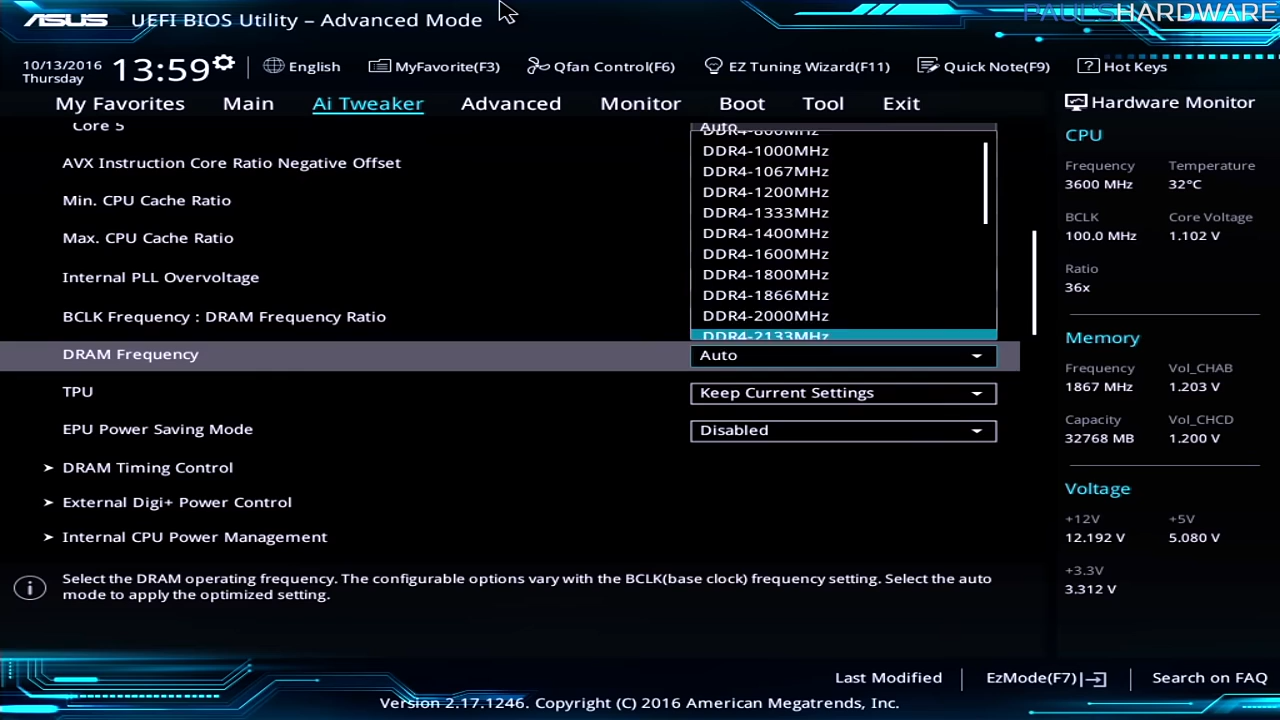 ASUS UEFI BIOS Utility – Advanced Mode
PAUL'S HARDWARE
10/13/2016
Thursday
13:59
English
MyFavorite(F3)
Qfan Control(F6)
EZ Tuning Wizard(F11)
Quick Note(F9)
? Hot Keys
My Favorites Main Ai Tweaker Advanced Monitor Boot Tool Exit
Core 5
Auto
DDR4-800MHz
AVX Instruction Core Ratio Negative Offset
DDR4-1000MHz
DDR4-1067MHz
Min. CPU Cache Ratio
DDR4-1200MHz
DDR4-1333MHz
Max. CPU Cache Ratio
DDR4-1400MHz
DDR4-1600MHz
Internal PLL Overvoltage
DDR4-1800MHz
DDR4-1866MHz
BCLK Frequency : DRAM Frequency Ratio
DDR4-2000MHz
DDR4-2133MHz
DRAM Frequency Auto
TPU Keep Current Settings
EPU Power Saving Mode Disabled
DRAM Timing Control
External Digi+ Power Control
Internal CPU Power Management
Select the DRAM operating frequency. The configurable options vary with the BCLK(base clock) frequency setting. Select the auto
mode to apply the optimized setting.
Hardware Monitor
CPU
Frequency Temperature
3600 MHz 32°C
BCLK Core Voltage
100.0 MHz 1.102 V
Ratio
36x
Memory
Frequency Vol_CHAB
1867 MHz 1.203 V
Capacity Vol_CHCD
32768 MB 1.200 V
Voltage
+12V +5V
12.192 V 5.080 V
+3.3V
3.312 V
Last Modified EzMode(F7) Search on FAQ
Version 2.17.1246. Copyright (C) 2016 American Megatrends, Inc.